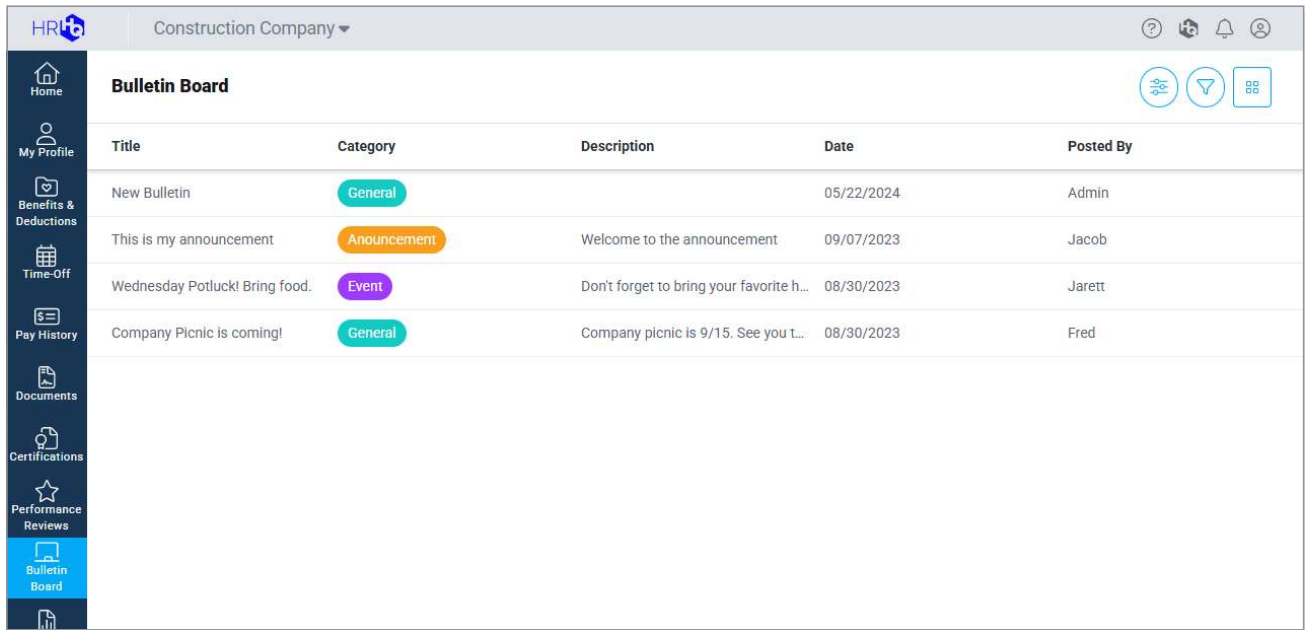 HRHQ Construction Company
Home
My Profile
Benefits &
Deductions
Time-Off
Pay History
Documents
Certifications
Performance
Reviews
Bulletin
Board
Bulletin Board
Title Category Description Date Posted By
New Bulletin General 05/22/2024 Admin
This is my announcement Anouncement Welcome to the announcement 09/07/2023 Jacob
Wednesday Potluck! Bring food. Event Don't forget to bring your favorite h... 08/30/2023 Jarett
Company Picnic is coming! General Company picnic is 9/15. See you t... 08/30/2023 Fred